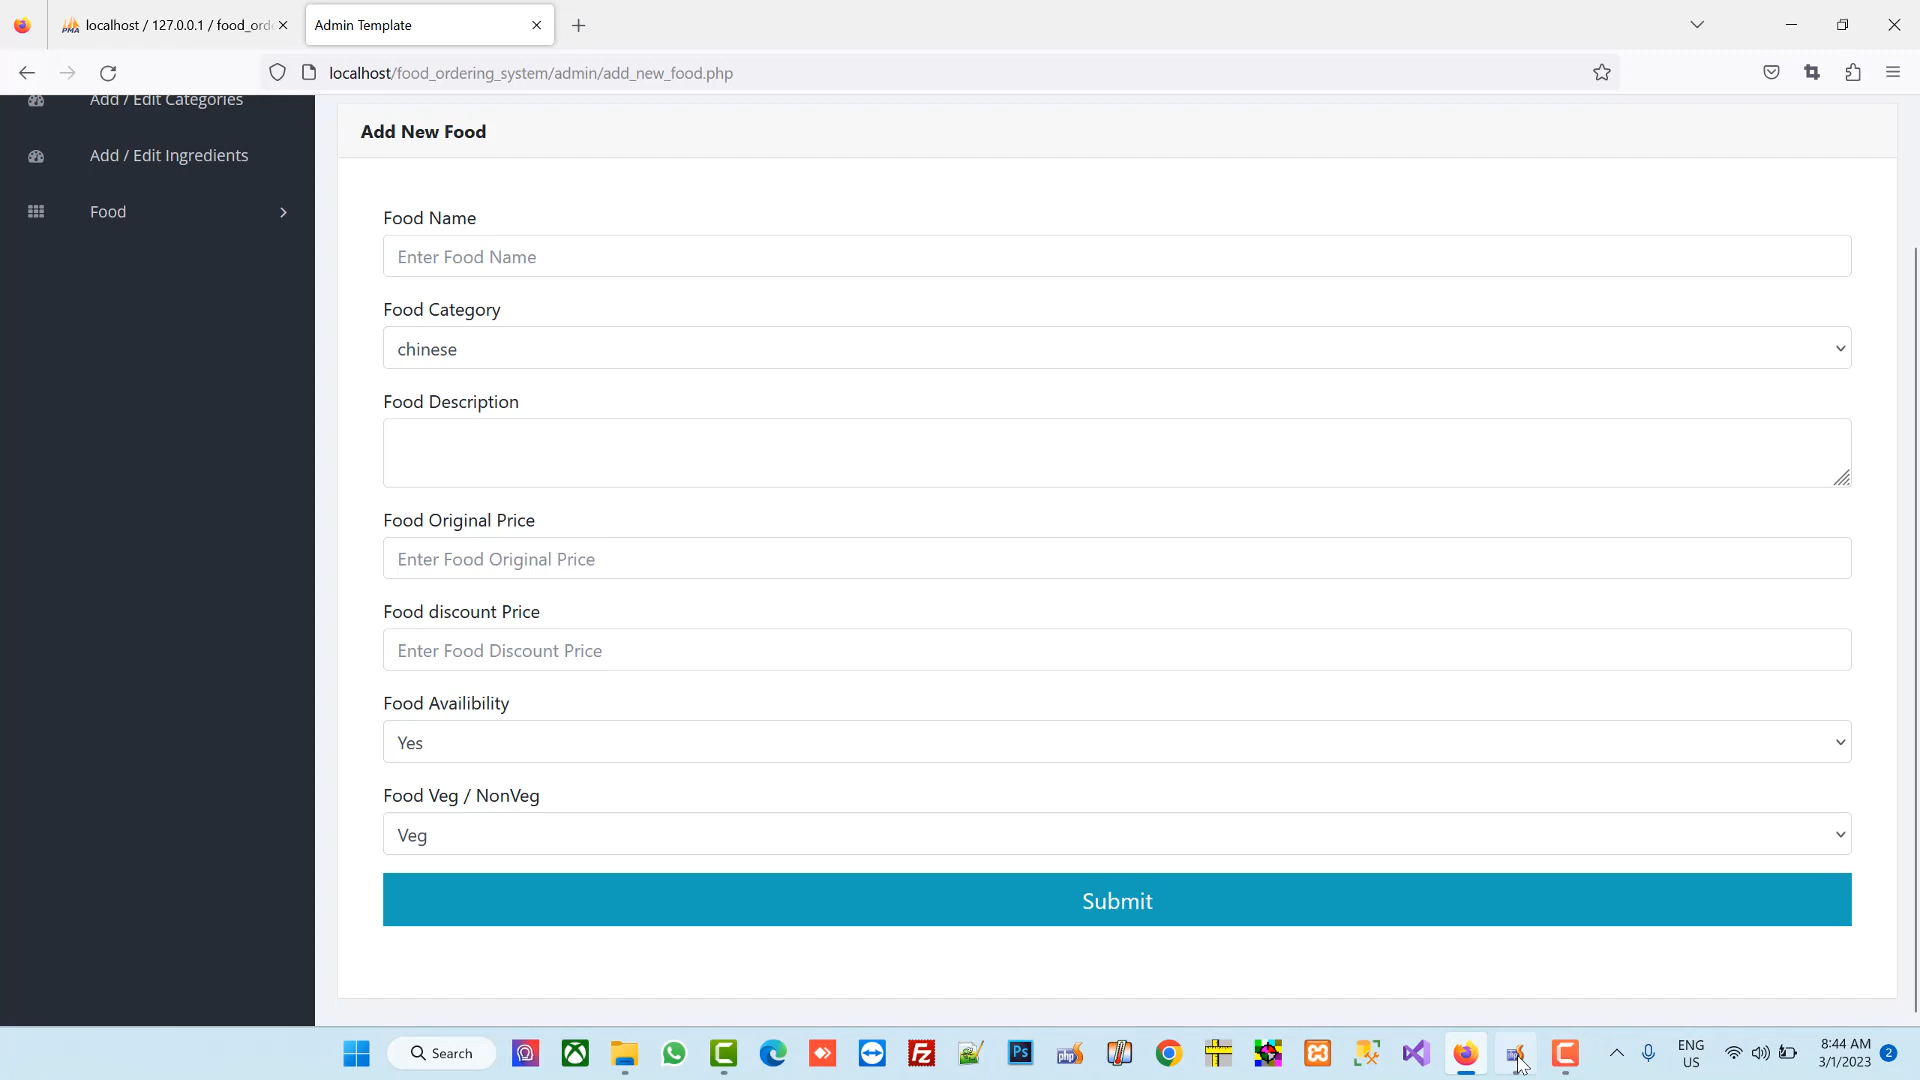 localhost / 127.0.0.1 / food_ord
Admin Template
localhost/food_ordering_system/admin/add_new_food.php
Add / Edit Categories
Add / Edit Ingredients
Food
Add New Food
Food Name
Enter Food Name
Food Category
chinese
Food Description
Food Original Price
Enter Food Original Price
Food discount Price
Enter Food Discount Price
Food Availibility
Yes
Food Veg / NonVeg
Veg
Submit
Search
ENG
US
8:44 AM
3/1/2023
2